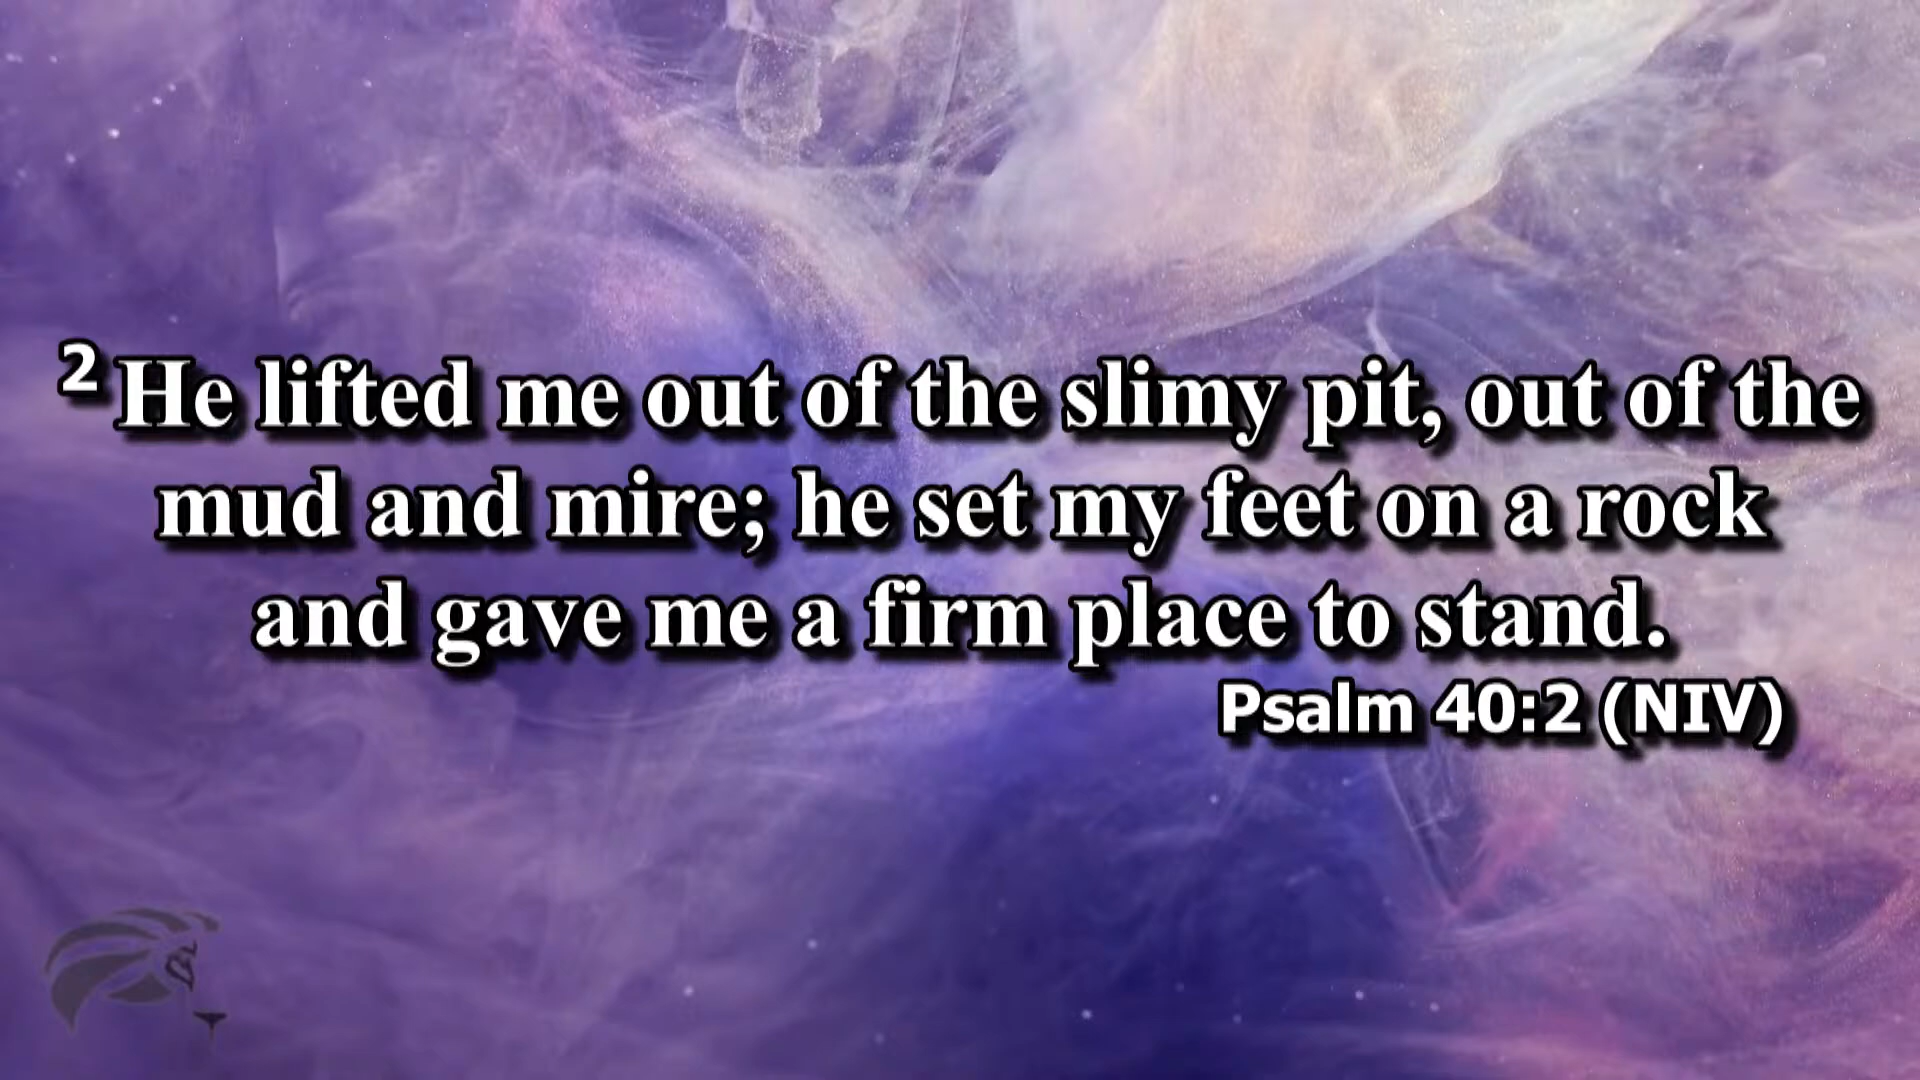 2 He lifted me out of the slimy pit, out of the
mud and mire; he set my feet on a rock
and gave me a firm place to stand.
Psalm 40:2 (NIV)